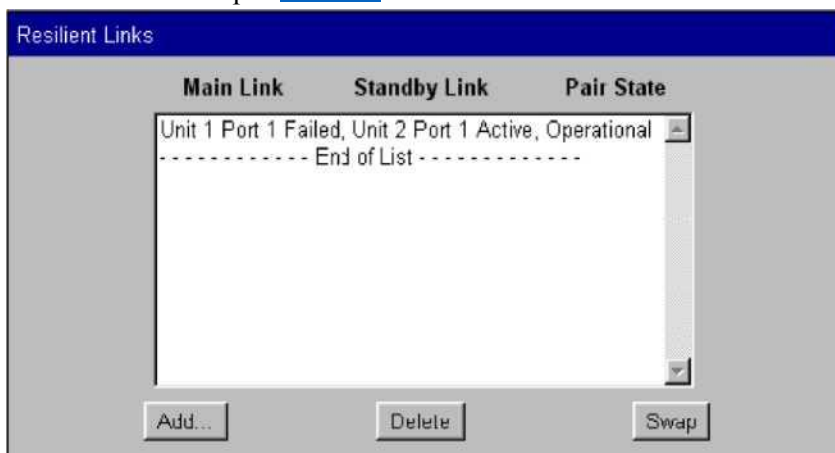 Resilient Links
Main Link Standby Link Pair State
Unit 1 Port 1 Failed, Unit 2 Port 1 Active, Operational
- - - - - - - - - - - - End of List - - - - - - - - - - - - -
Add... Delete Swap